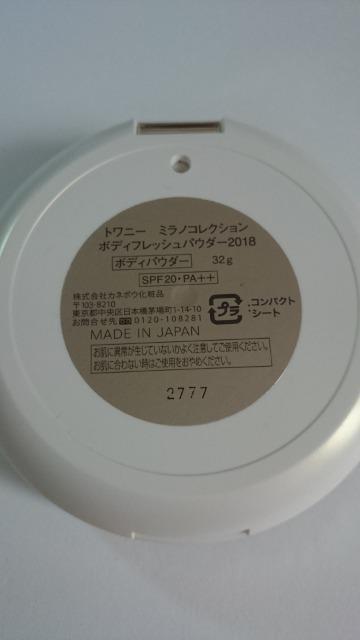 トワニー ミラノコレクション
ボディフレッシュパウダー2018
ボディパウダー 32g
SPF20・PA++
株式会社カネボウ化粧品
〒103-8210
東京都中央区日本橋茅場町1-14-10
お問合せ先 0120-108281
MADE IN JAPAN
プラ :コンパクト
・シート
お肌に異常が生じていないかよく注意してご使用ください。
お肌に合わない時はご使用をおやめください。
2777